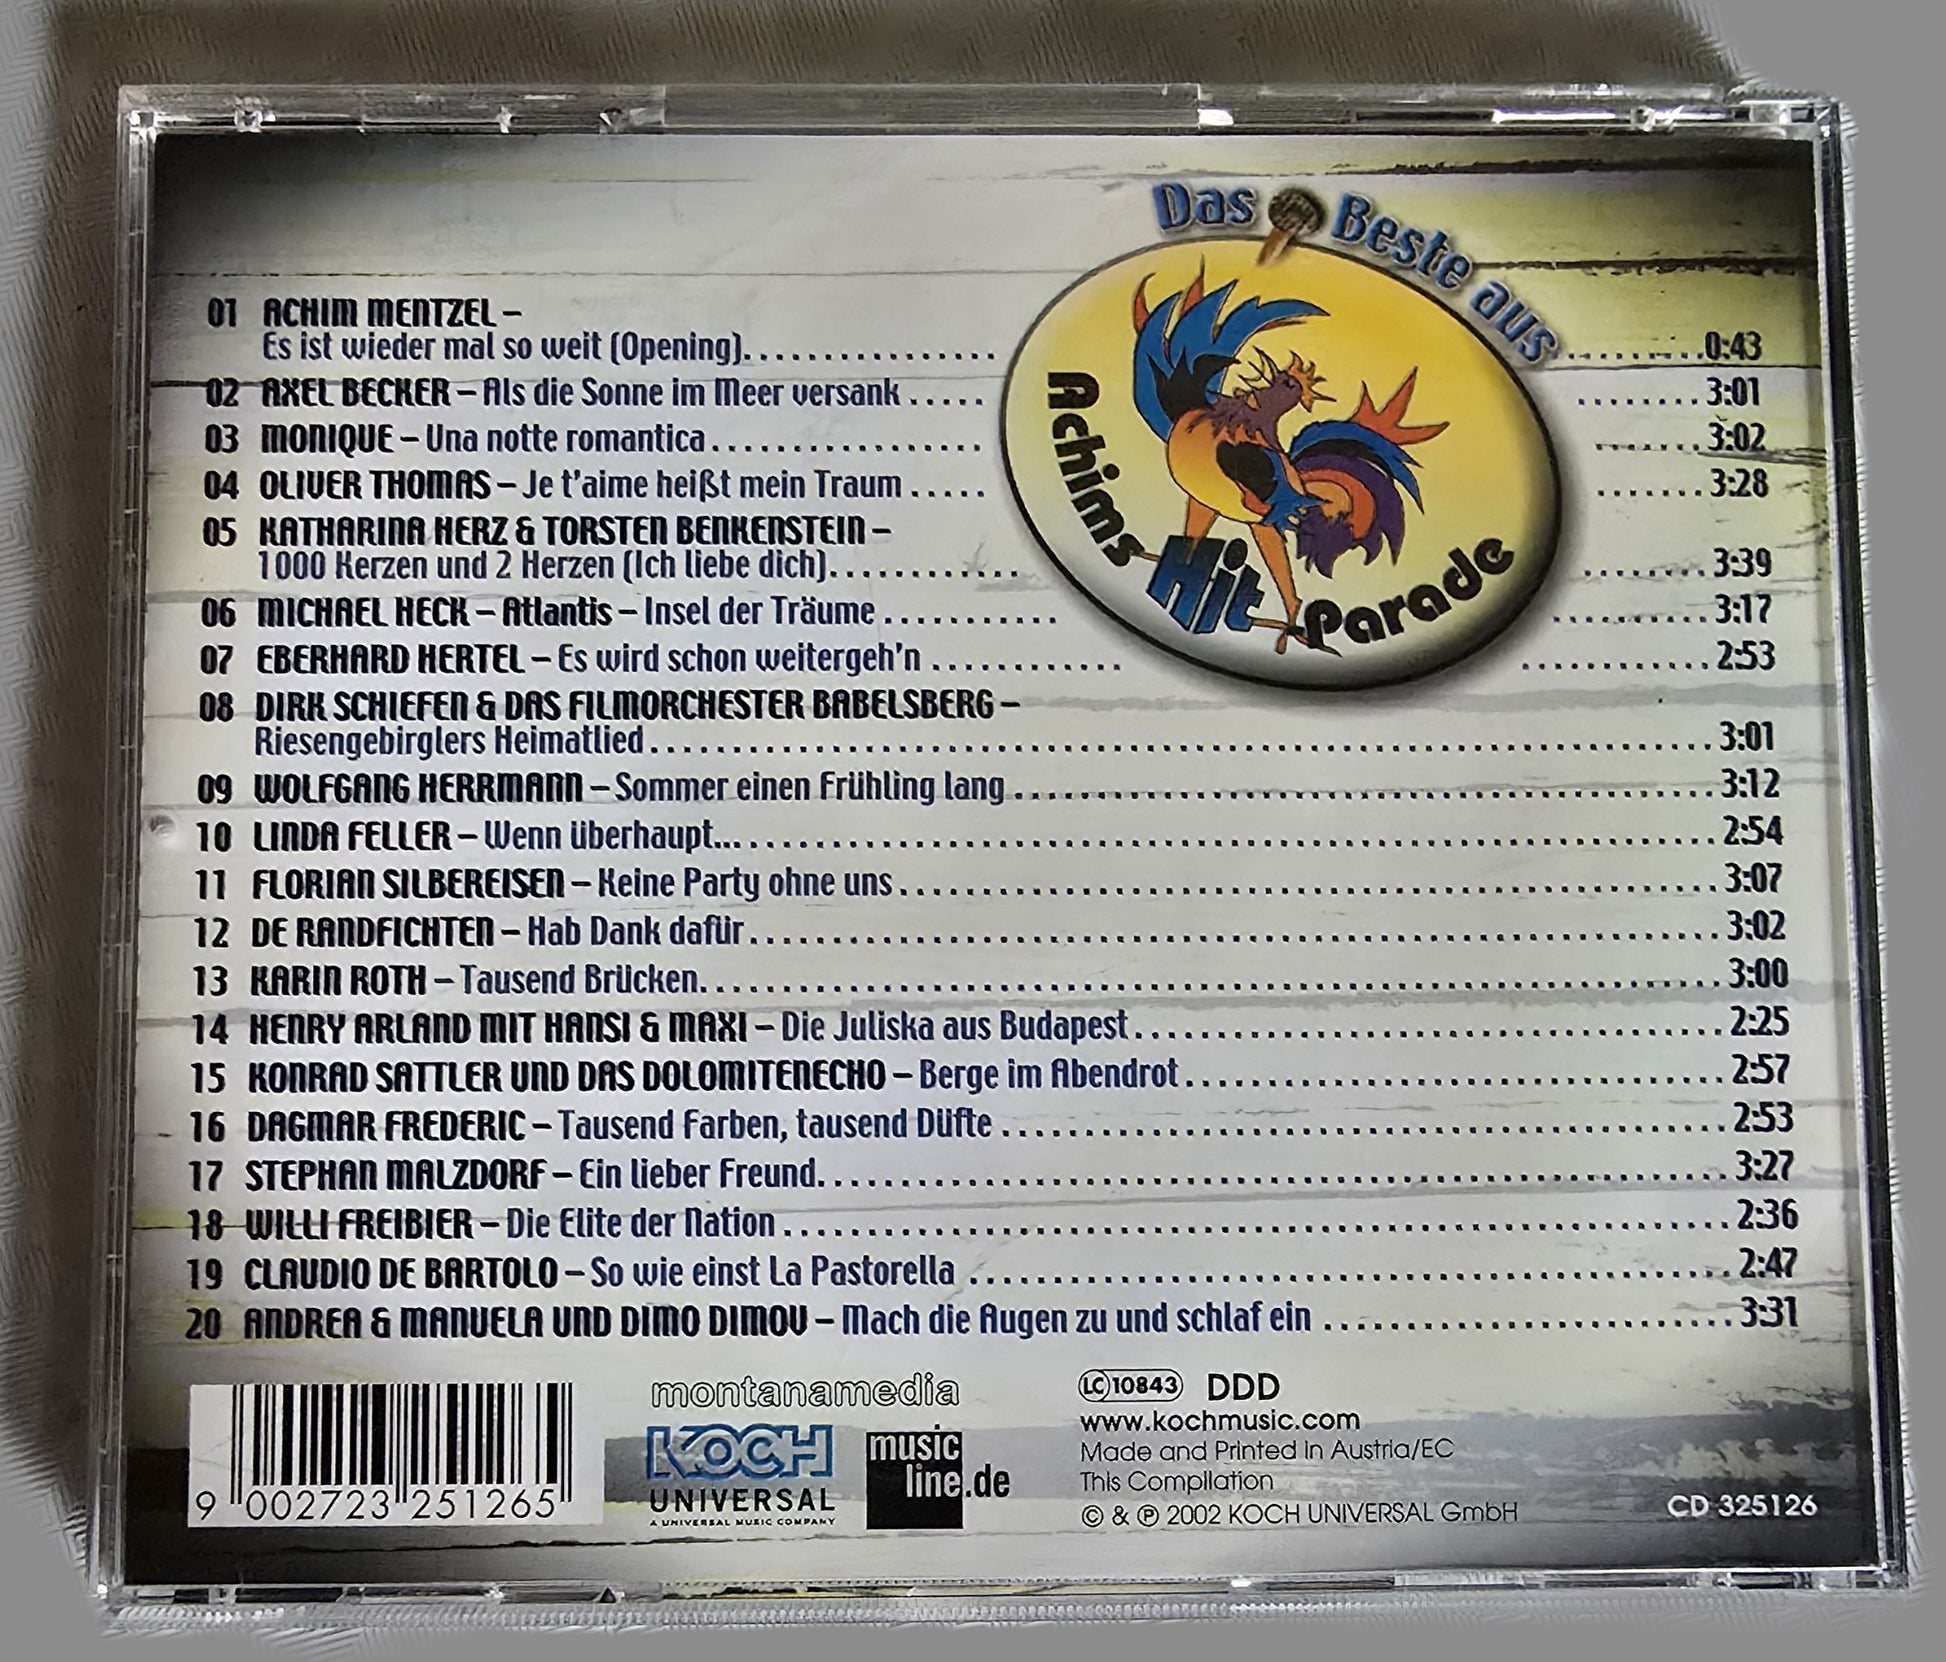 Das Beste aus
Achims Hit Parade
01 ACHIM MENTZEL –
Es ist wieder mal so weit (Opening)................ 0:43
02 AXEL BECKER – Als die Sonne im Meer versank ..... 3:01
03 MONIQUE – Una notte romantica................. 3:02
04 OLIVER THOMAS – Je t'aime heißt mein Traum ..... 3:28
05 KATHARINA HERZ & TORSTEN BENKENSTEIN –
1000 Kerzen und 2 Herzen (Ich liebe dich)............ 3:39
06 MICHAEL HECK – Atlantis – Insel der Träume ........... 3:17
07 EBERHARD HERTEL – Es wird schon weitergeh'n ............ 2:53
08 DIRK SCHIEFEN & DAS FILMORCHESTER BABELSBERG –
Riesengebirglers Heimatlied............ 3:01
09 WOLFGANG HERRMANN – Sommer einen Frühling lang ............ 3:12
10 LINDA FELLER – Wenn überhaupt............... 2:54
11 FLORIAN SILBEREISEN – Keine Party ohne uns............ 3:07
12 DE RANDFICHTEN – Hab Dank dafür............ 3:02
13 KARIN ROTH – Tausend Brücken............ 3:00
14 HENRY ARLAND MIT HANSI & MAXI – Die Juliska aus Budapest............ 2:25
15 KONRAD SATTLER UND DAS DOLOMITENECHO – Berge im Abendrot............ 2:57
16 DAGMAR FREDERIC – Tausend Farben, tausend Düfte ............ 2:53
17 STEPHAN MALZDORF – Ein lieber Freund............ 3:27
18 WILLI FREIBIER – Die Elite der Nation ............ 2:36
19 CLAUDIO DE BARTOLO – So wie einst La Pastorella ............ 2:47
20 ANDREA & MANUELA UND DIMO DIMOV – Mach die Augen zu und schlaf ein ............ 3:31
9 002723 251265
montanamedia
KOCH
UNIVERSAL
A UNIVERSAL MUSIC COMPANY
music
line.de
LC 10843 DDD
www.kochmusic.com
Made and Printed in Austria/EC
This Compilation
© & ℗ 2002 KOCH UNIVERSAL GmbH
CD 325126